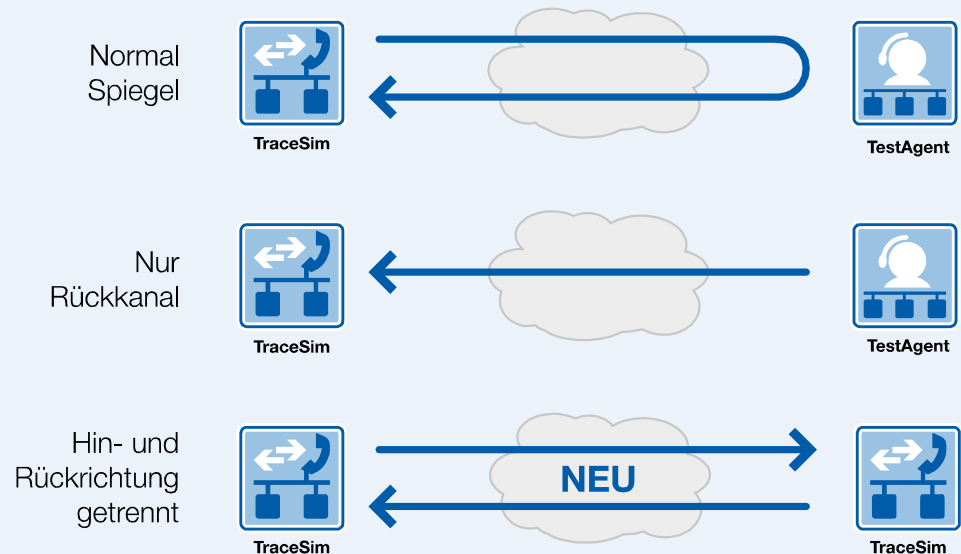 Normal
Spiegel
TraceSim
TestAgent
Nur
Rückkanal
TraceSim
TestAgent
Hin- und
Rückrichtung
getrennt
NEU
TraceSim
TraceSim